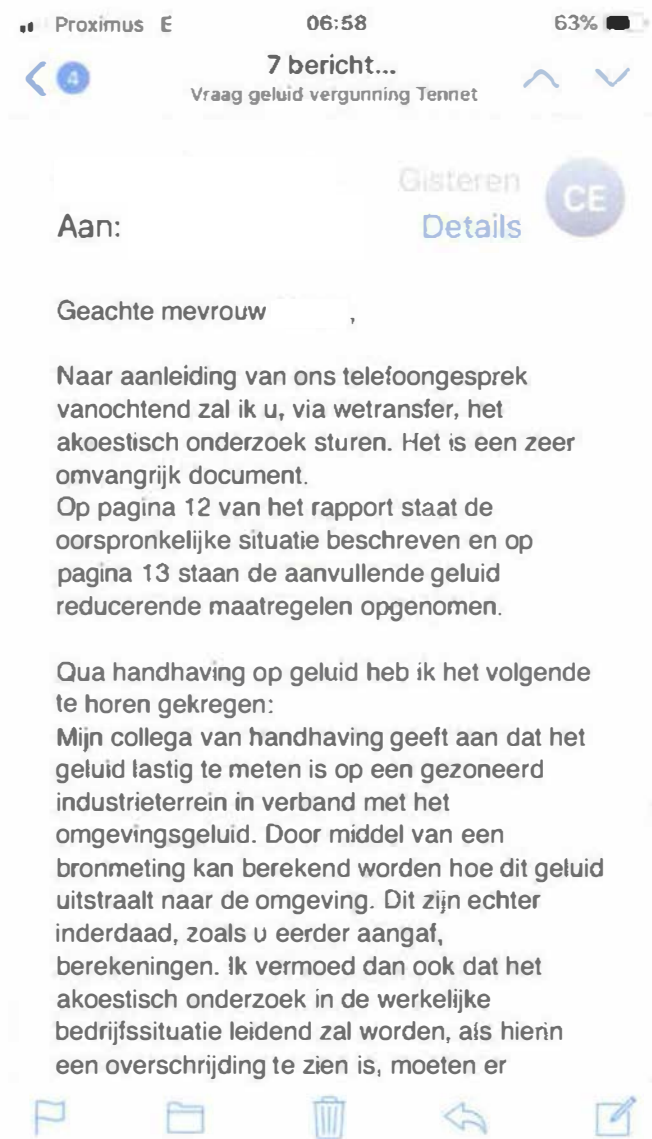 Proximus E 06:58 63%
4 7 bericht...
Vraag geluid vergunning Tennet
Gisteren
CE
Aan: Details
Geachte mevrouw ,
Naar aanleiding van ons telefoongesprek
vanochtend zal ik u, via wetransfer, het
akoestisch onderzoek sturen. Het is een zeer
omvangrijk document.
Op pagina 12 van het rapport staat de
oorspronkelijke situatie beschreven en op
pagina 13 staan de aanvullende geluid
reducerende maatregelen opgenomen.
Qua handhaving op geluid heb ik het volgende
te horen gekregen:
Mijn collega van handhaving geeft aan dat het
geluid lastig te meten is op een gezoneerd
industrieterrein in verband met het
omgevingsgeluid. Door middel van een
bronmeting kan berekend worden hoe dit geluid
uitstraalt naar de omgeving. Dit zijn echter
inderdaad, zoals u eerder aangaf,
berekeningen. Ik vermoed dan ook dat het
akoestisch onderzoek in de werkelijke
bedrijfssituatie leidend zal worden, als hierin
een overschrijding te zien is, moeten er